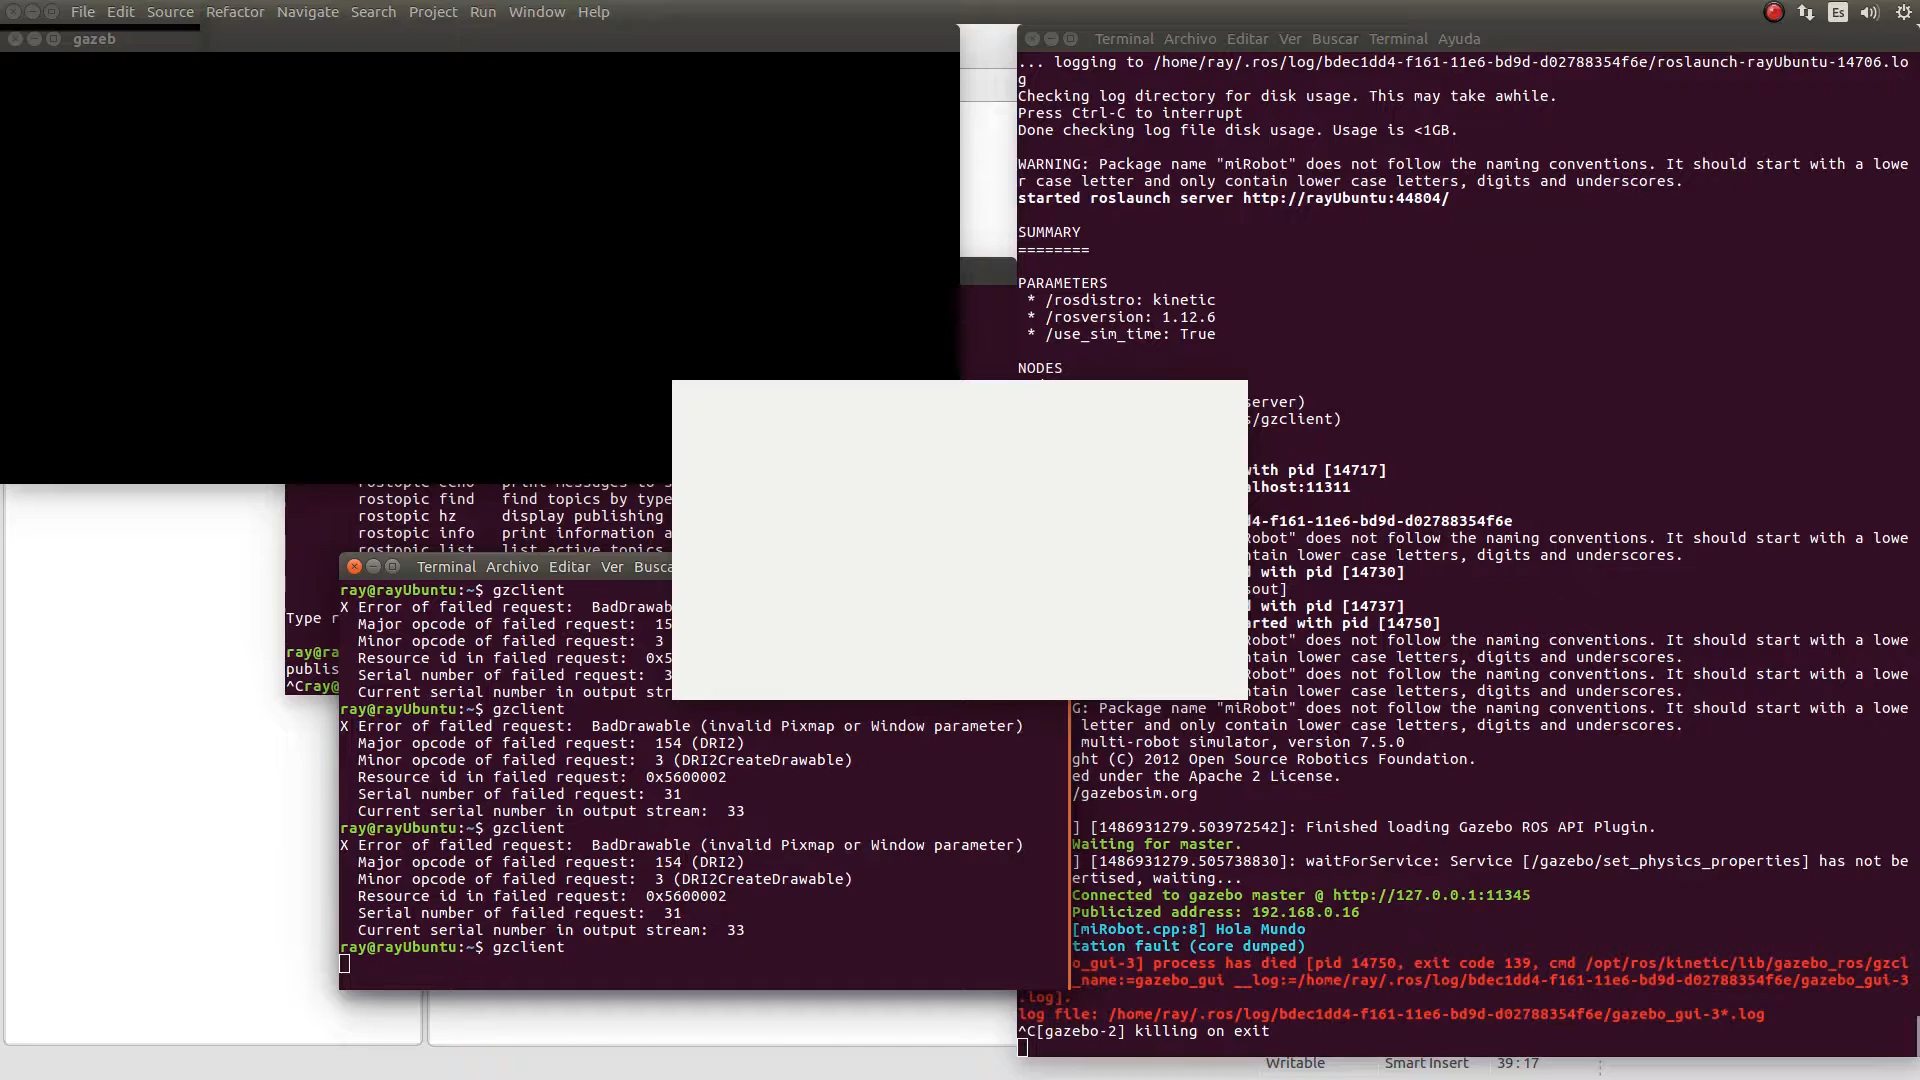 File Edit Source Refactor Navigate Search Project Run Window Help
Es
gazeb
Terminal Archivo Editar Ver Buscar Terminal Ayuda
... logging to /home/ray/.ros/log/bdec1dd4-f161-11e6-bd9d-d02788354f6e/roslaunch-rayUbuntu-14706.lo
g
Checking log directory for disk usage. This may take awhile.
Press Ctrl-C to interrupt
Done checking log file disk usage. Usage is <1GB.
WARNING: Package name "miRobot" does not follow the naming conventions. It should start with a lowe
r case letter and only contain lower case letters, digits and underscores.
started roslaunch server http://rayUbuntu:44804/
SUMMARY
========
PARAMETERS
* /rosdistro: kinetic
* /rosversion: 1.12.6
* /use_sim_time: True
NODES
server)
s/gzclient)
with pid [14717]
alhost:11311
d4-f161-11e6-bd9d-d02788354f6e
Robot" does not follow the naming conventions. It should start with a lowe
ntain lower case letters, digits and underscores.
with pid [14730]
sout]
with pid [14737]
arted with pid [14750]
Robot" does not follow the naming conventions. It should start with a lowe
ntain lower case letters, digits and underscores.
Robot" does not follow the naming conventions. It should start with a lowe
ntain lower case letters, digits and underscores.
G: Package name "miRobot" does not follow the naming conventions. It should start with a lowe
letter and only contain lower case letters, digits and underscores.
multi-robot simulator, version 7.5.0
ght (C) 2012 Open Source Robotics Foundation.
ed under the Apache 2 License.
/gazebosim.org
] [1486931279.503972542]: Finished loading Gazebo ROS API Plugin.
Waiting for master.
] [1486931279.505738830]: waitForService: Service [/gazebo/set_physics_properties] has not be
ertised, waiting...
Connected to gazebo master @ http://127.0.0.1:11345
Publicized address: 192.168.0.16
[miRobot.cpp:8] Hola Mundo
tation fault (core dumped)
o_gui-3] process has died [pid 14750, exit code 139, cmd /opt/ros/kinetic/lib/gazebo_ros/gzcl
_name:=gazebo_gui __log:=/home/ray/.ros/log/bdec1dd4-f161-11e6-bd9d-d02788354f6e/gazebo_gui-3
.log].
log file: /home/ray/.ros/log/bdec1dd4-f161-11e6-bd9d-d02788354f6e/gazebo_gui-3*.log
^C[gazebo-2] killing on exit
rostopic find find topics by type
rostopic hz display publishing
rostopic info print information a
rostopic list list active topics
Type r
ray@ra
publis
^Cray@
Terminal Archivo Editar Ver Busca
ray@rayUbuntu:~$ gzclient
X Error of failed request: BadDrawab
Major opcode of failed request: 15
Minor opcode of failed request: 3
Resource id in failed request: 0x5
Serial number of failed request: 3
Current serial number in output str
ray@rayUbuntu:~$ gzclient
X Error of failed request: BadDrawable (invalid Pixmap or Window parameter)
Major opcode of failed request: 154 (DRI2)
Minor opcode of failed request: 3 (DRI2CreateDrawable)
Resource id in failed request: 0x5600002
Serial number of failed request: 31
Current serial number in output stream: 33
ray@rayUbuntu:~$ gzclient
X Error of failed request: BadDrawable (invalid Pixmap or Window parameter)
Major opcode of failed request: 154 (DRI2)
Minor opcode of failed request: 3 (DRI2CreateDrawable)
Resource id in failed request: 0x5600002
Serial number of failed request: 31
Current serial number in output stream: 33
ray@rayUbuntu:~$ gzclient
Writable Smart Insert 39:17